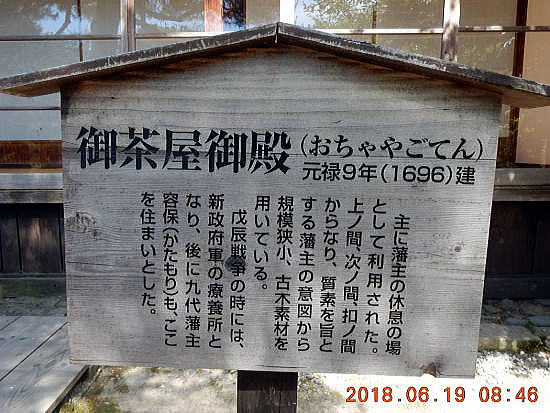 御茶屋御殿
(おちゃやごてん)
元禄9年(1696)建
主に藩主の休息の場
として利用された。
上ノ間、次ノ間、扣ノ間
からなり、質素を旨と
する藩主の意図から
規模狭小、古木素材を
用いている。
戊辰戦争の時には、
新政府軍の療養所と
なり、後に九代藩主
容保(かたもり)も、ここ
を住まいとした。
2018.06.19 08:46